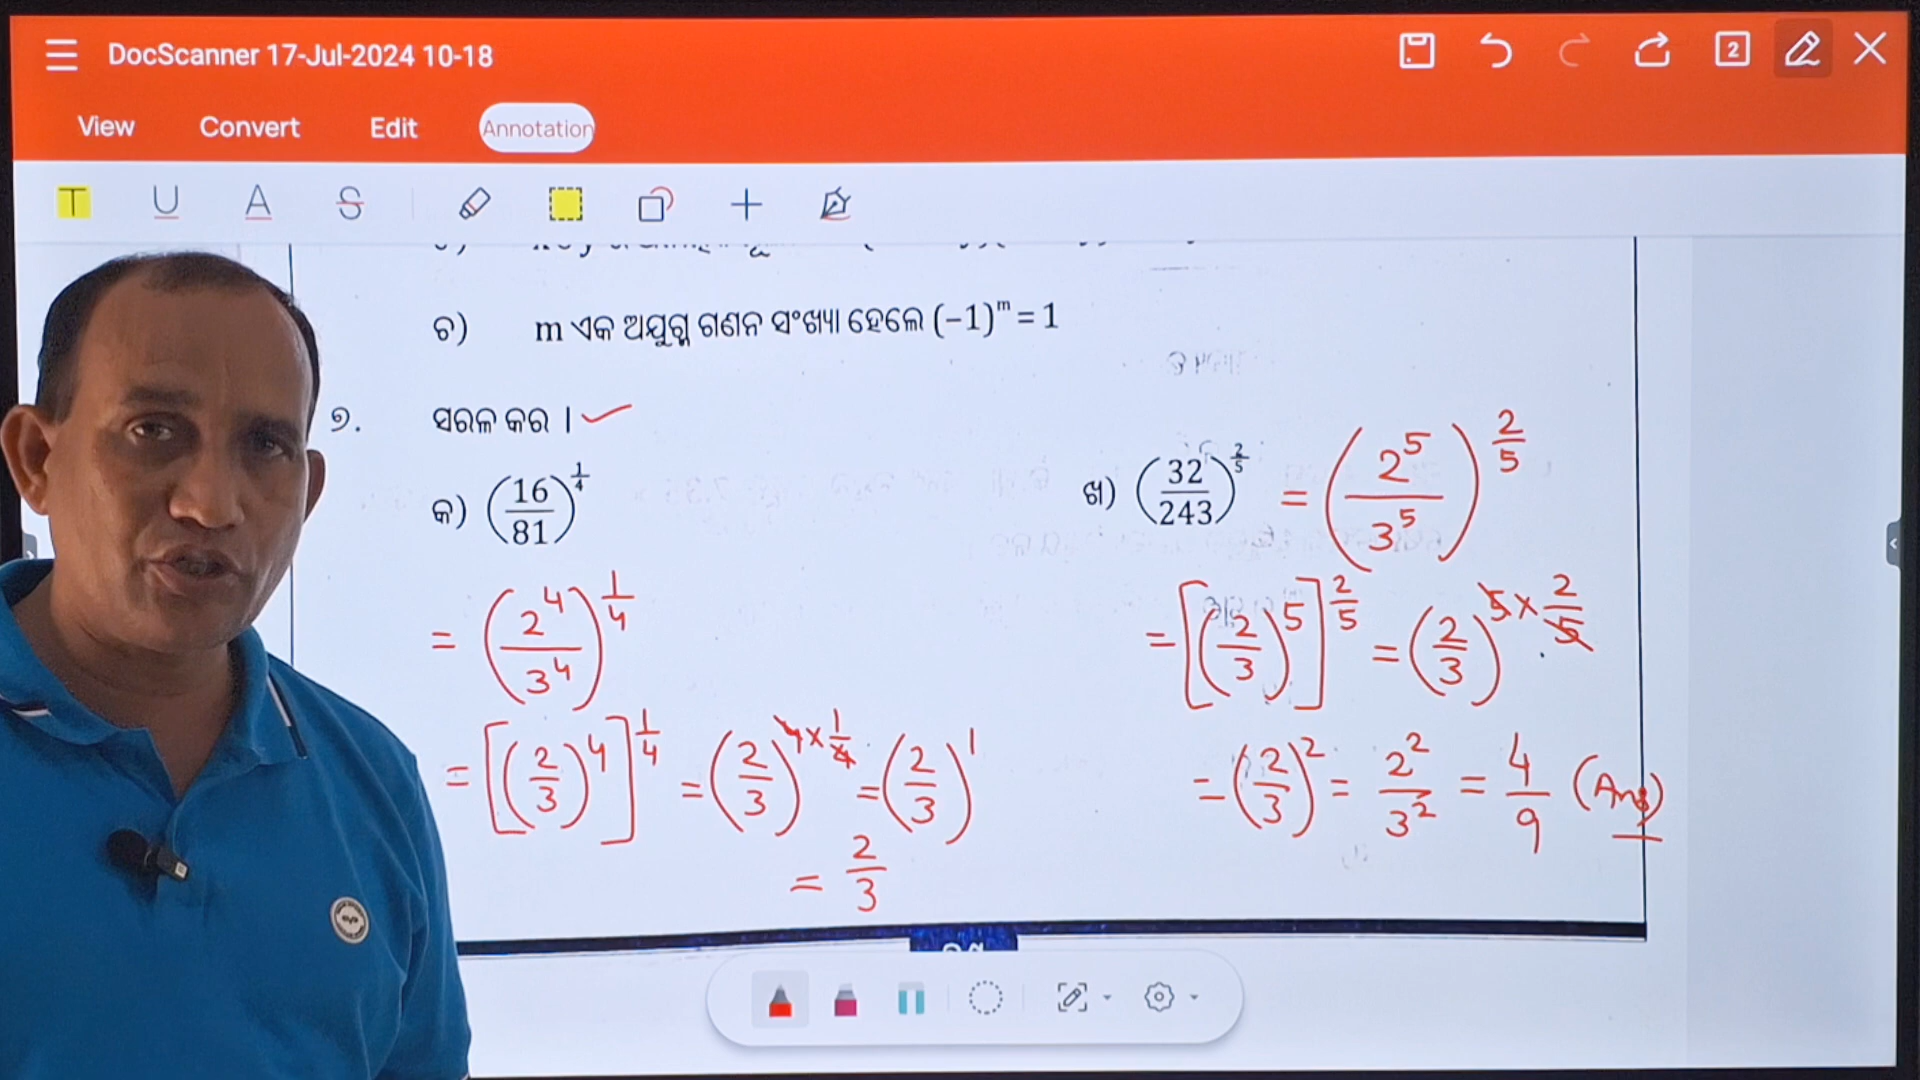 DocScanner 17-Jul-2024 10-18
2
View Convert Edit Annotation
T U A S
ଚ) m ଏକ ଅଯୁଗ୍ମ ଗଣନ ସଂଖ୍ୟା ହେଲେ (−1)^m = 1
୭. ସରଳ କର ।
କ) (16/81)^(1/4)
= (2^4/3^4)^(1/4)
= [(2/3)^4]^(1/4) = (2/3)^(4×1/4) = (2/3)^1
= 2/3
ଖ) (32/243)^(2/5) = (2^5/3^5)^(2/5)
= [(2/3)^5]^(2/5) = (2/3)^(5×2/5)
= (2/3)^2 = 2^2/3^2 = 4/9 (Ans)